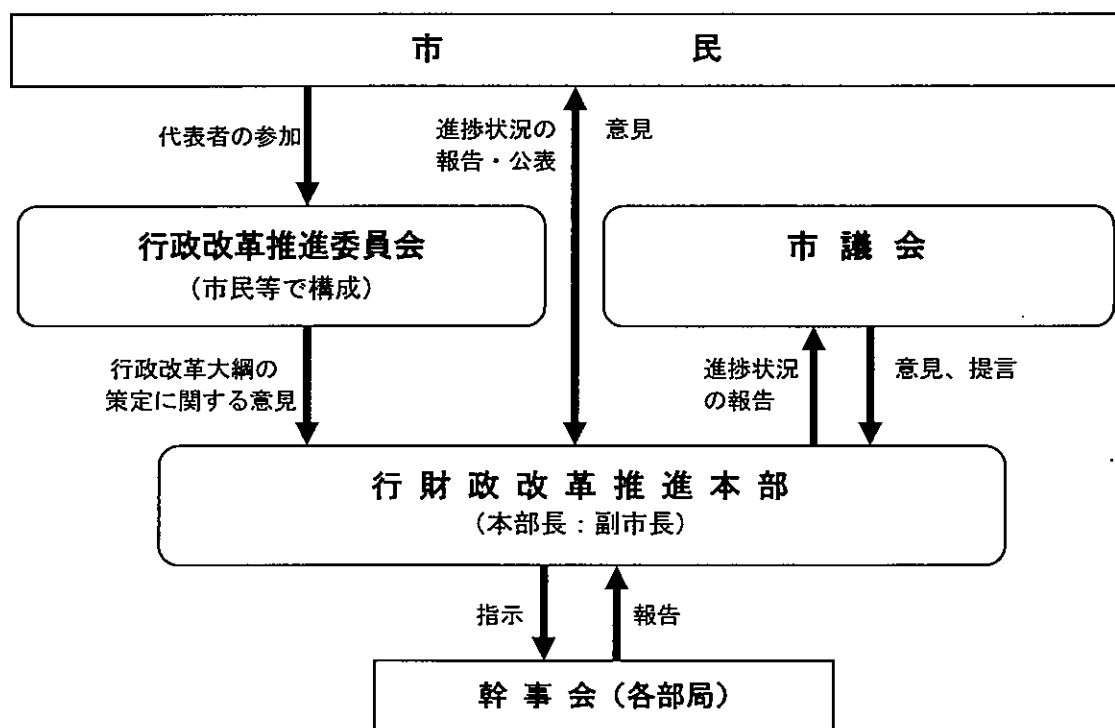 市民
代表者の参加
進捗状況の
報告・公表
意見
行政改革推進委員会
(市民等で構成)
市議会
行政改革大綱の
策定に関する意見
進捗状況
の報告
意見、提言
行財政改革推進本部
(本部長:副市長)
指示
報告
幹事会(各部局)